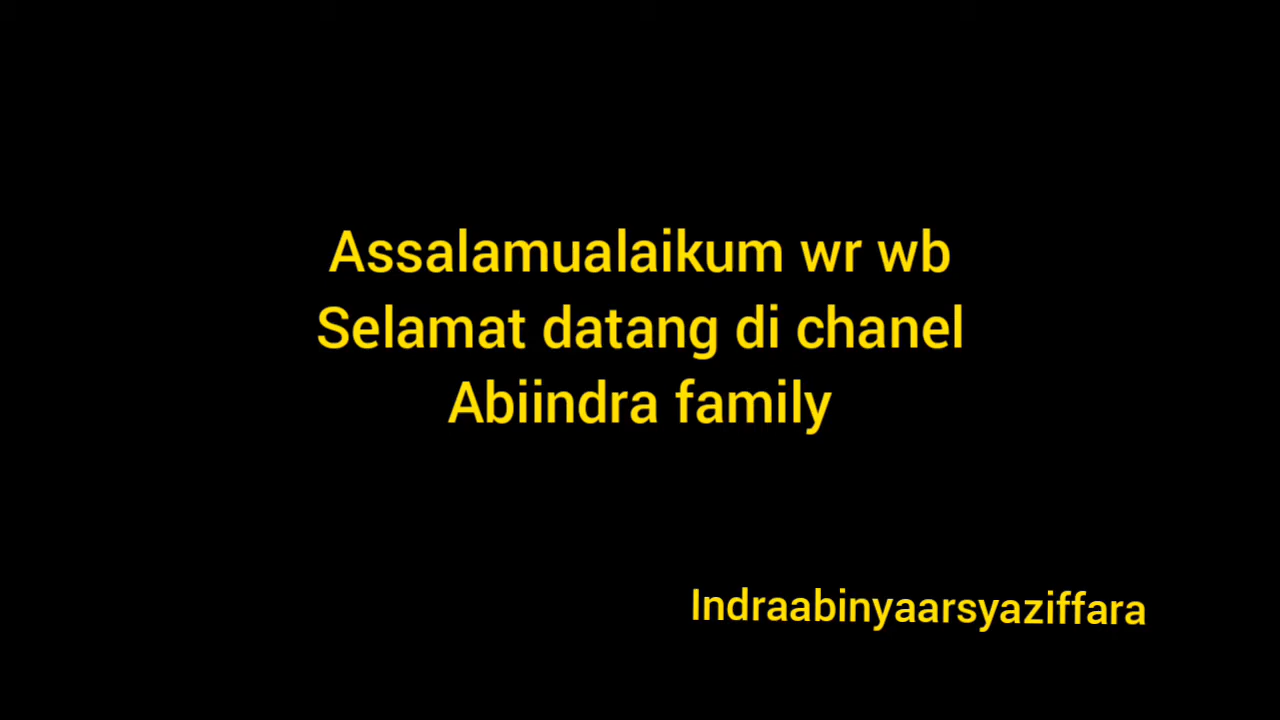 Assalamualaikum wr wb
Selamat datang di chanel
Abiindra family
Indraabinyaarsyaziffara